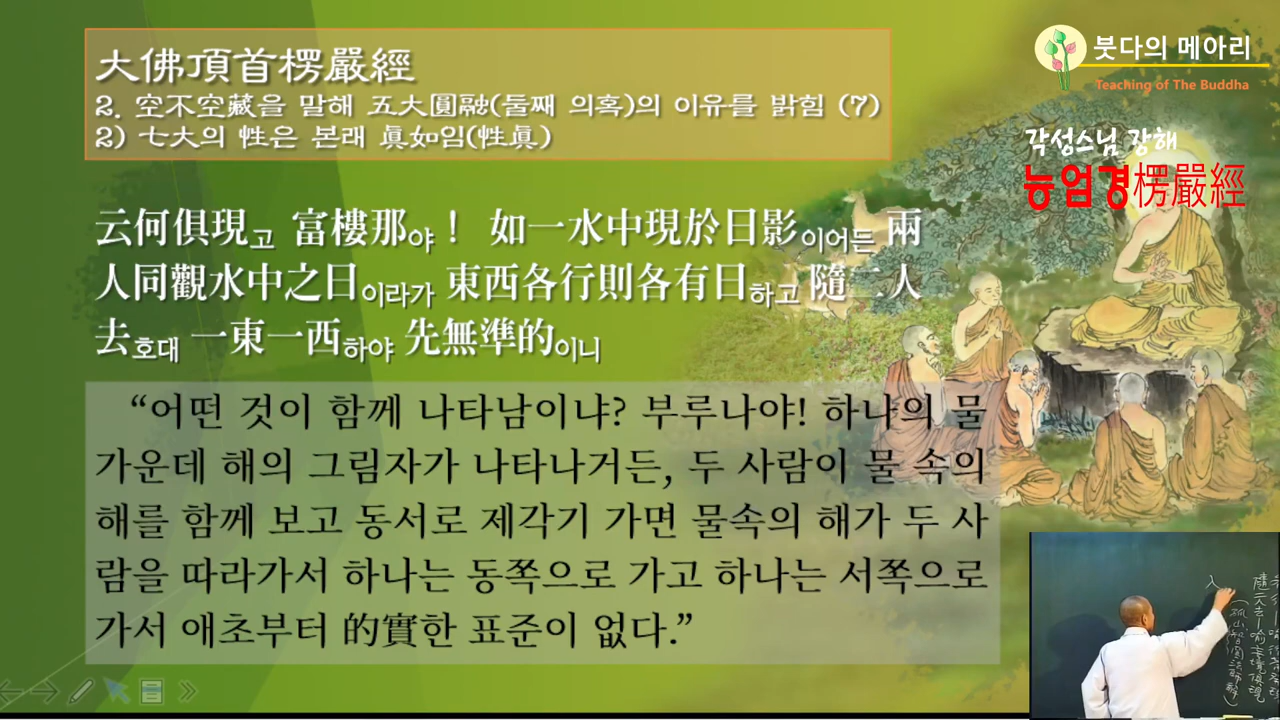 大佛頂首楞嚴經
2. 空不空藏을 말해 五大圓融(둘째 의혹)의 이유를 밝힘 (7)
2) 七大의 性은 본래 眞如임(性眞)
붓다의 메아리
Teaching of The Buddha
각성스님 강해
능엄경楞嚴經
云何俱現고 富樓那야! 如一水中現於日影이어든 兩
人同觀水中之日이라가 東西各行則各有日하고 隨二人
去호대 一東一西하야 先無準的이니
“어떤 것이 함께 나타남이냐? 부루나야! 하나의 물
가운데 해의 그림자가 나타나거든, 두 사람이 물 속의
해를 함께 보고 동서로 제각기 가면 물속의 해가 두 사
람을 따라가서 하나는 동쪽으로 가고 하나는 서쪽으로
가서 애초부터 的實한 표준이 없다.”